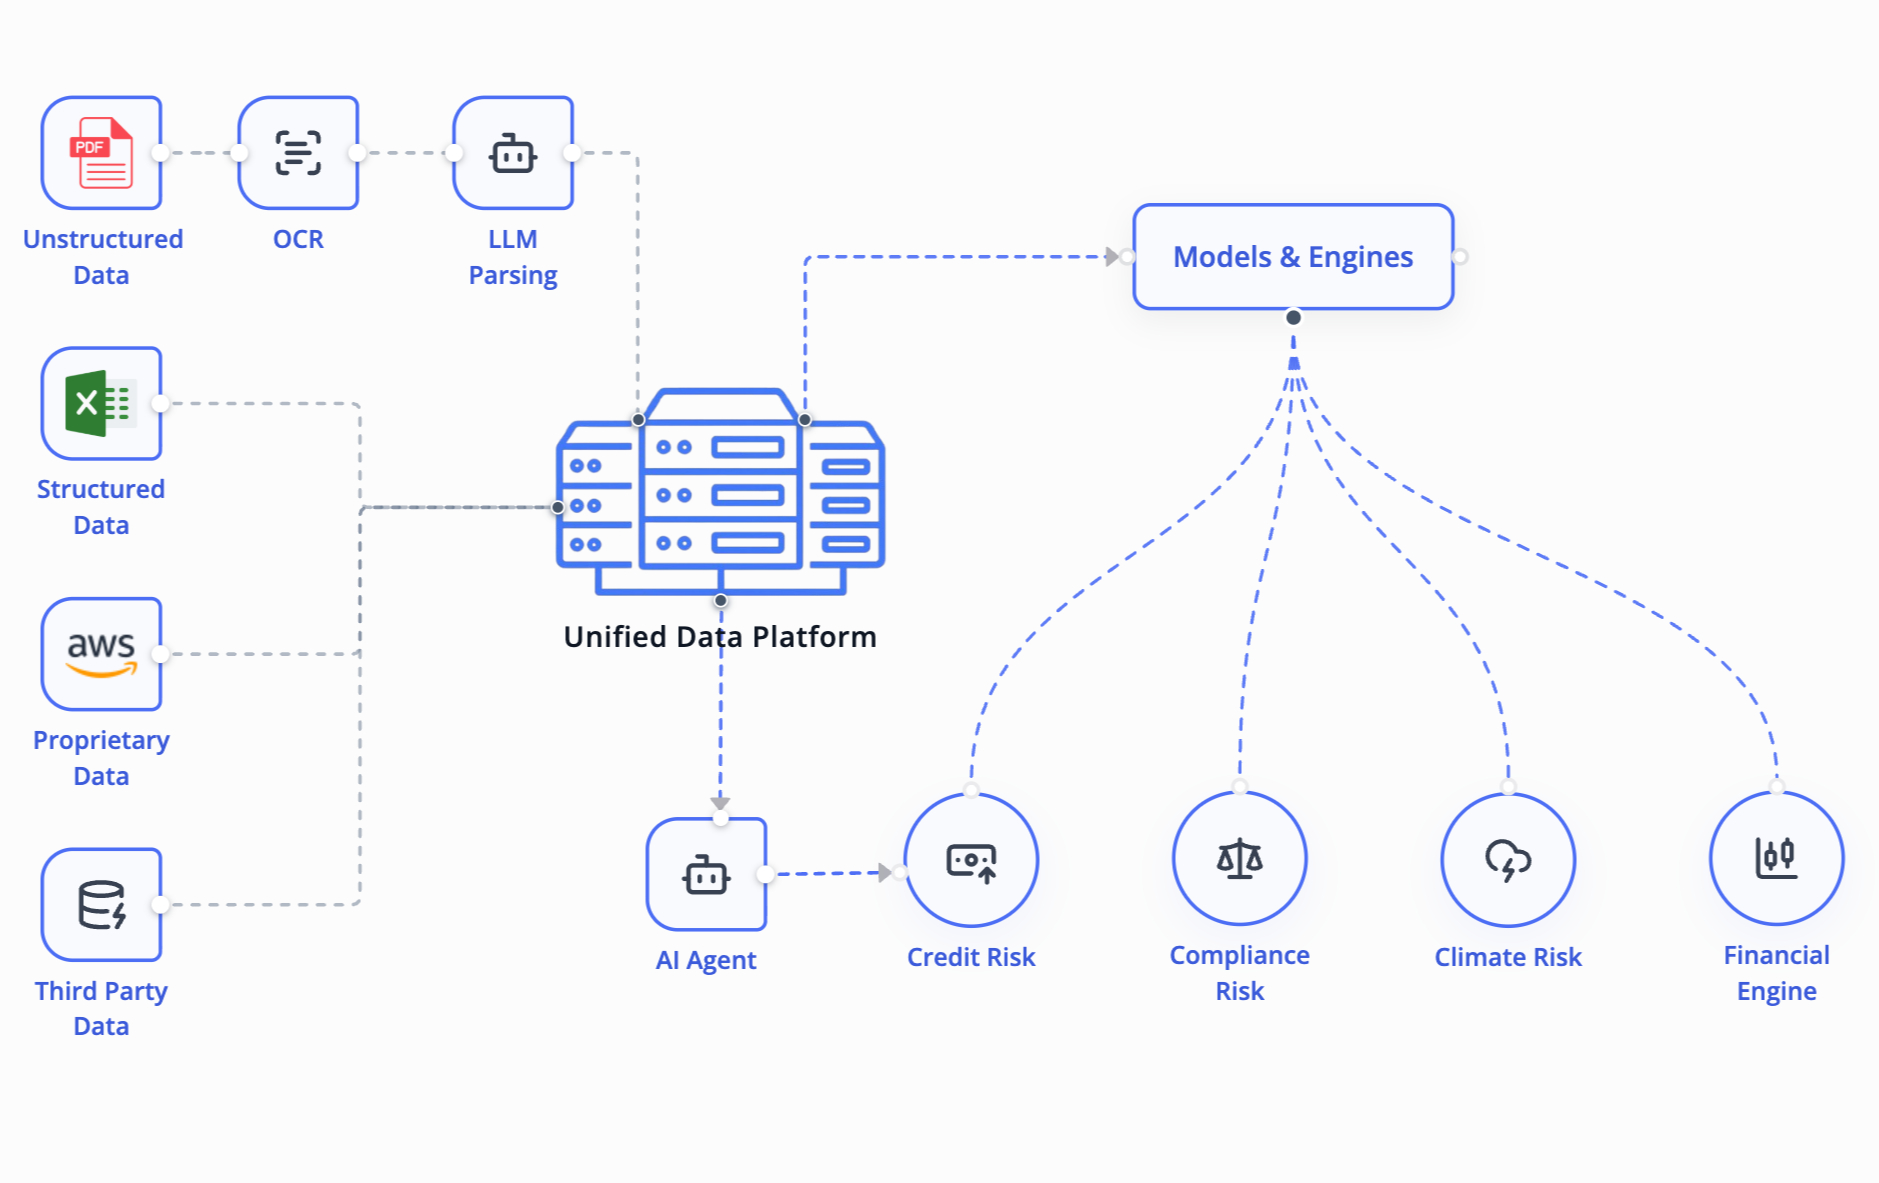 PDF
Unstructured
Data
OCR
LLM
Parsing
Models & Engines
X
Structured
Data
Unified Data Platform
aws
Proprietary
Data
Third Party
Data
AI Agent
Credit Risk
Compliance
Risk
Climate Risk
Financial
Engine